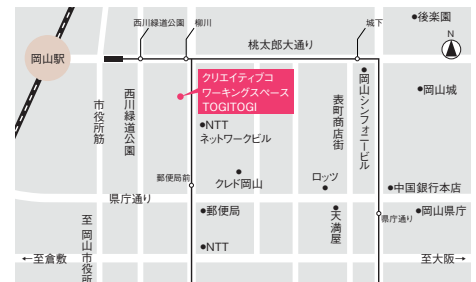 西川緑道公園
柳川
城下
●後楽園
桃太郎大通り
N
岡山駅
クリエイティブコ
ワーキングスペース
TOGITOGI
●岡山城
市役所筋
西川緑道公園
●NTT
ネットワークビル
表町商店街
●岡山シンフォニービル
郵便局前
クレド岡山
ロッツ
●中国銀行本店
県庁通り
●郵便局
●天満屋
県庁通り
●岡山県庁
至 岡山市役所
●NTT
←至倉敷
至大阪→